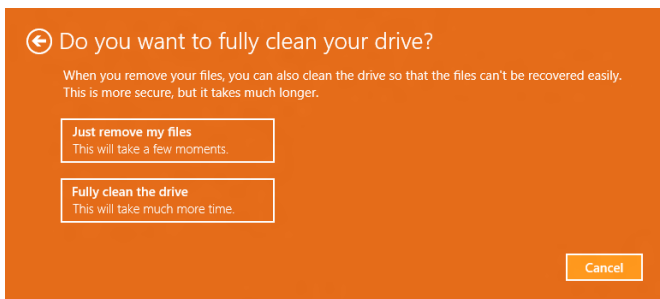 Do you want to fully clean your drive?
When you remove your files, you can also clean the drive so that the files can't be recovered easily.
This is more secure, but it takes much longer.
Just remove my files
This will take a few moments.
Fully clean the drive
This will take much more time.
Cancel